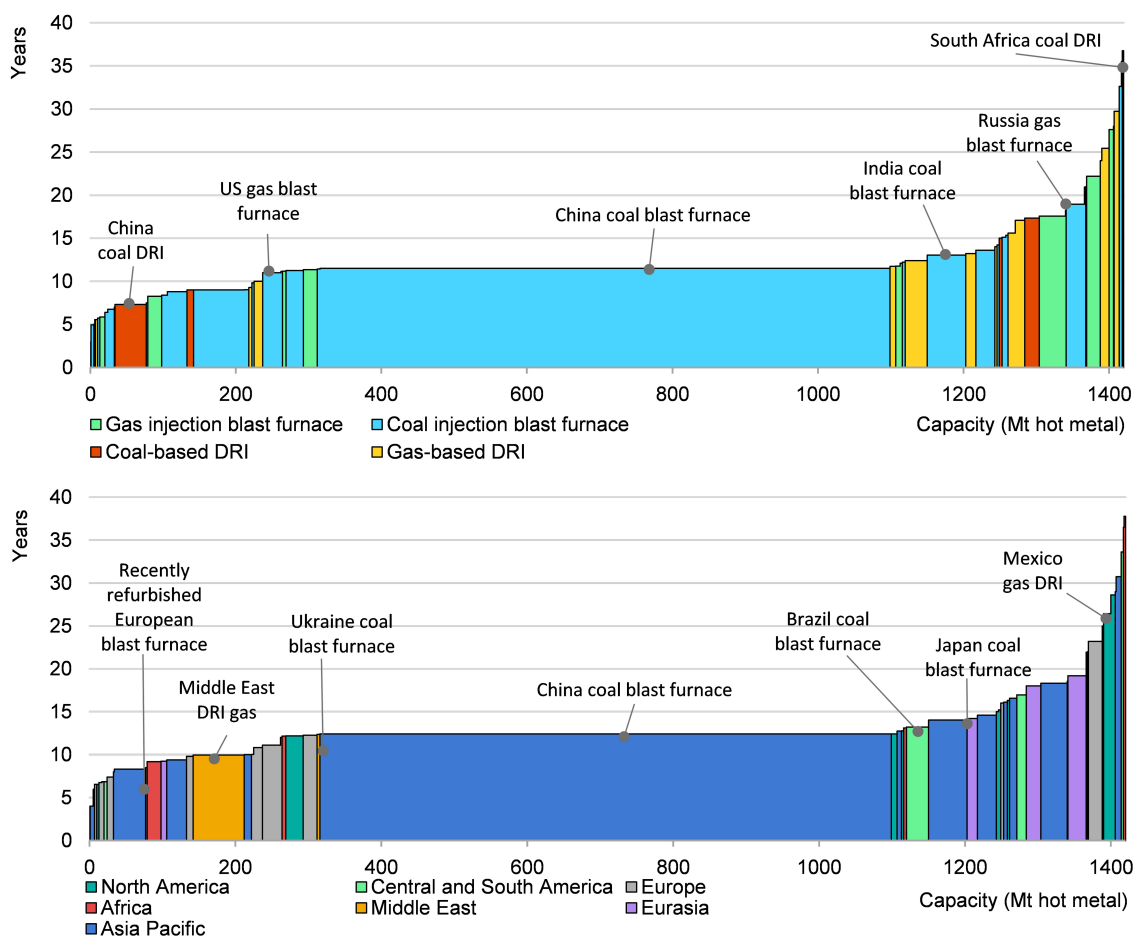 40
Years
35
30
25
20
15
10
5
0
South Africa coal DRI
Russia gas
blast furnace
India coal
blast furnace
US gas blast
furnace
China coal blast furnace
China
coal DRI
0 200 400 600 800 1000 1200 1400
Gas injection blast furnace Coal injection blast furnace Capacity (Mt hot metal)
Coal-based DRI Gas-based DRI
40
Years
35
30
25
20
15
10
5
0
Recently
refurbished
European
blast furnace
Mexico
gas DRI
Ukraine coal
blast furnace
Brazil coal
blast furnace
Japan coal
blast furnace
Middle East
DRI gas
China coal blast furnace
0 200 400 600 800 1000 1200 1400
North America Central and South America Europe Capacity (Mt hot metal)
Africa Middle East Eurasia
Asia Pacific